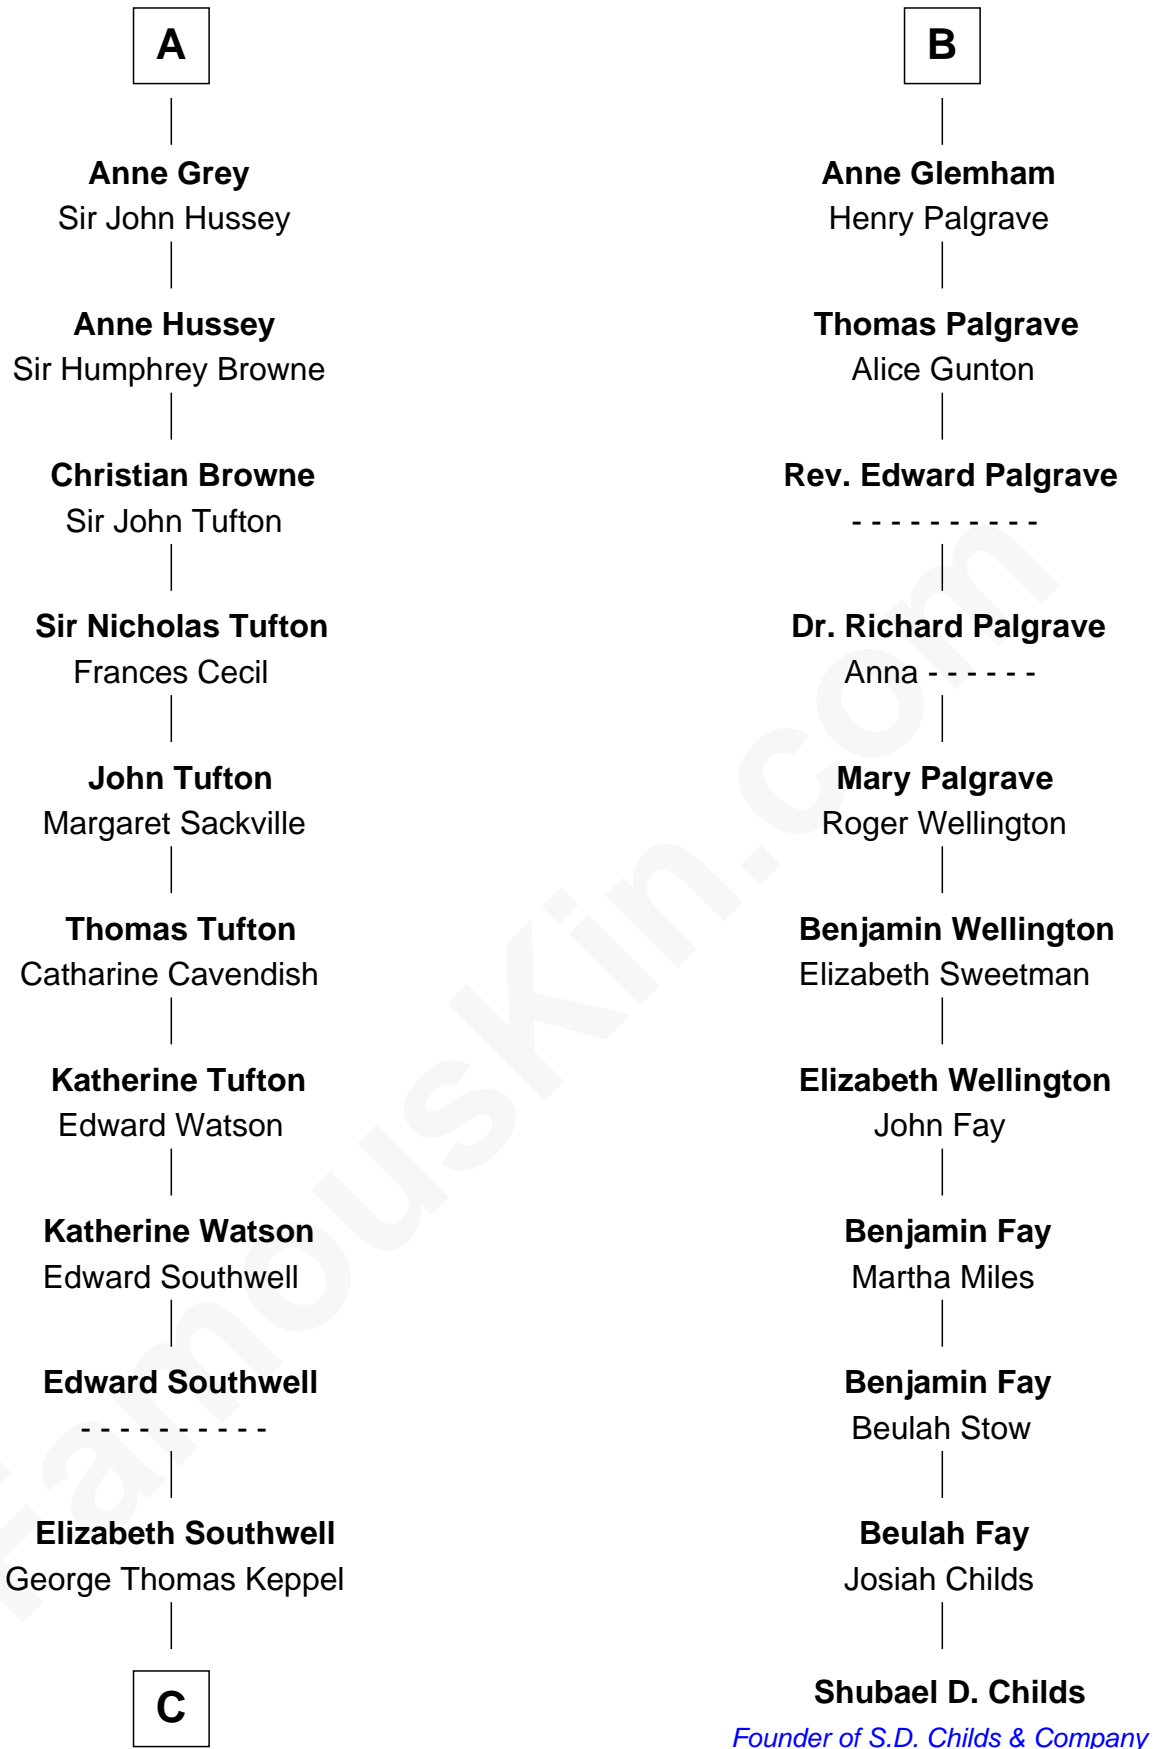 A
Anne Grey
Sir John Hussey
Anne Hussey
Sir Humphrey Browne
Christian Browne
Sir John Tufton
Sir Nicholas Tufton
Frances Cecil
John Tufton
Margaret Sackville
Thomas Tufton
Catharine Cavendish
Katherine Tufton
Edward Watson
Katherine Watson
Edward Southwell
Edward Southwell
- - - - - - - - - -
Elizabeth Southwell
George Thomas Keppel
C
B
Anne Glemham
Henry Palgrave
Thomas Palgrave
Alice Gunton
Rev. Edward Palgrave
- - - - - - - - - -
Dr. Richard Palgrave
Anna - - - - - -
Mary Palgrave
Roger Wellington
Benjamin Wellington
Elizabeth Sweetman
Elizabeth Wellington
John Fay
Benjamin Fay
Martha Miles
Benjamin Fay
Beulah Stow
Beulah Fay
Josiah Childs
Shubael D. Childs
Founder of S.D. Childs & Company
FamousKin.com